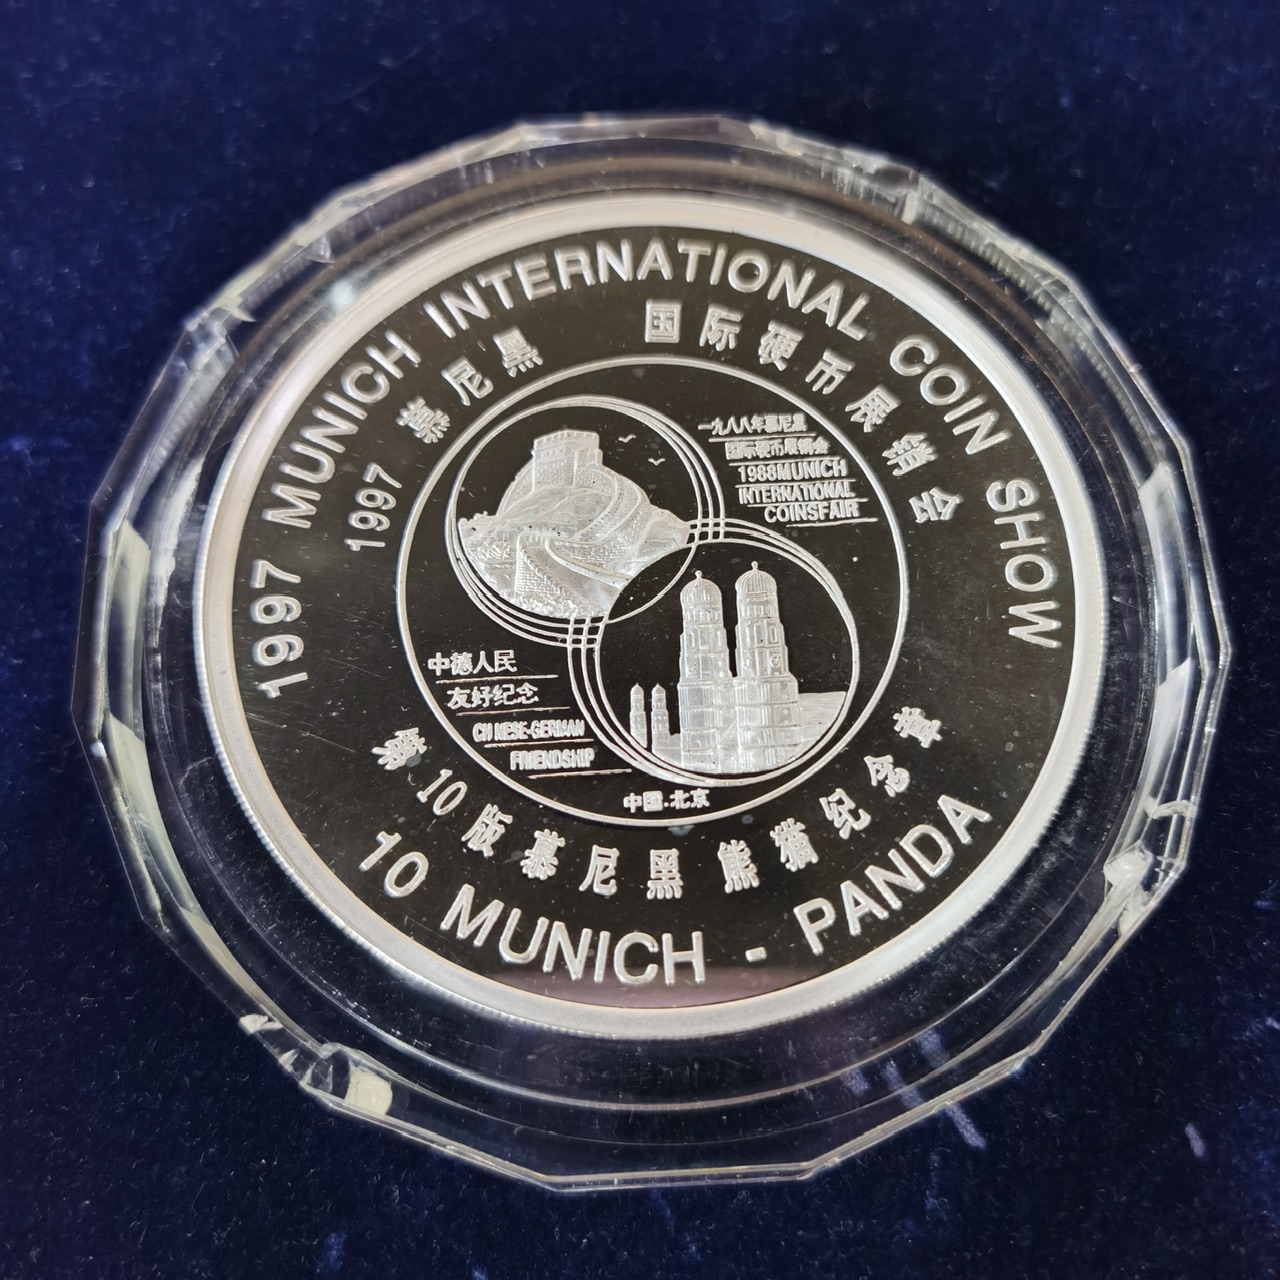 1997 MUNICH INTERNATIONAL COIN SHOW
1997 慕尼黑 国际硬币展销会
一九八八年慕尼黑
国际硬币展销会
1988MUNICH
INTERNATIONAL
COINSFAIR
中德人民
友好纪念
CHINESE-GERMAN
FRIENDSHIP
中国.北京
第10版慕尼黑熊猫纪念章
10 MUNICH - PANDA